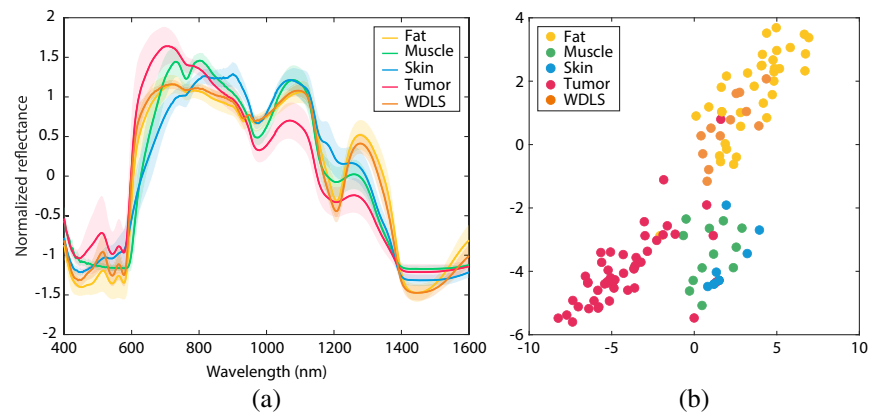 2
1.5
1
0.5
0
-0.5
-1
-1.5
-2
Normalized reflectance
400
600
800
1000
1200
1400
1600
Wavelength (nm)
Fat
Muscle
Skin
Tumor
WDLS
(a)
4
2
0
-2
-4
-6
-10
-5
0
5
10
Fat
Muscle
Skin
Tumor
WDLS
(b)